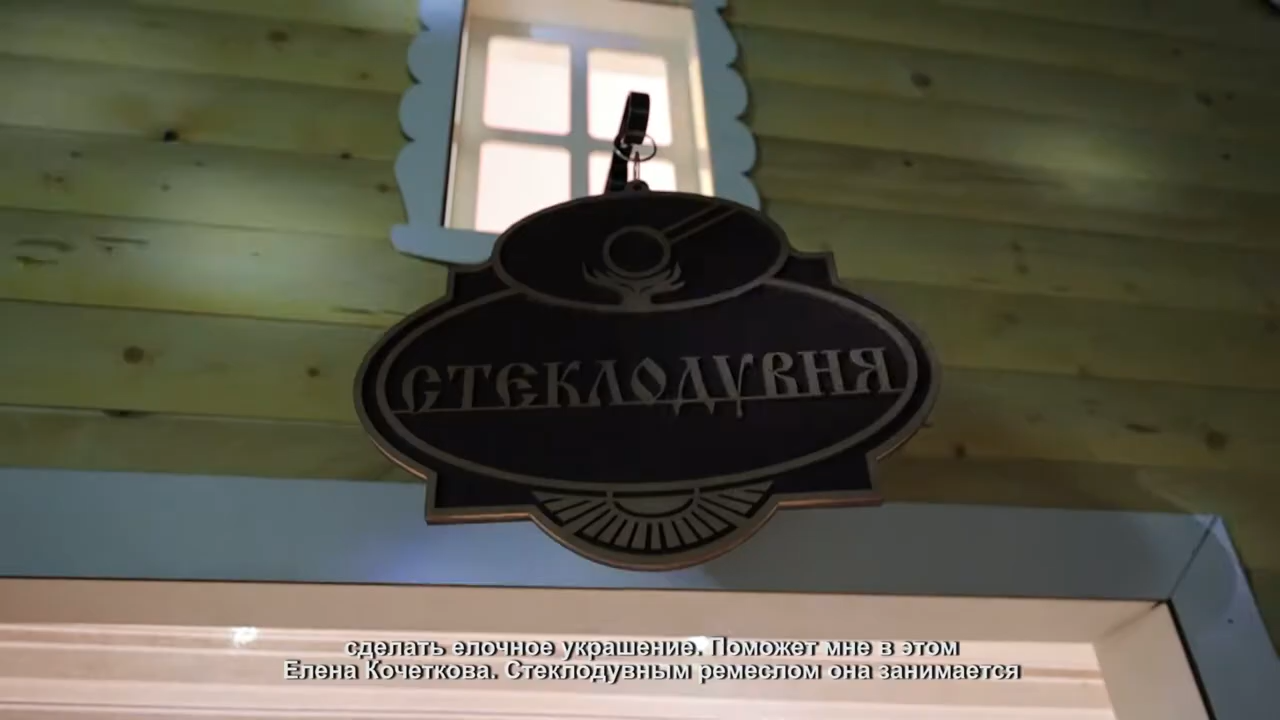 СТЕКЛОДУВНЯ
сделать елочное украшение. Поможет мне в этом
Елена Кочеткова. Стеклодувным ремеслом она занимается